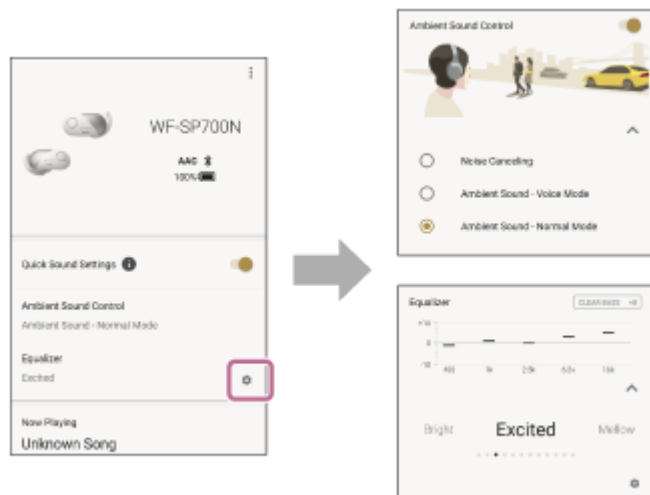 WF-SP700N
AAC
100%
Quick Sound Settings
Ambient Sound Control
Ambient Sound - Normal Mode
Equalizer
Excited
Now Playing
Unknown Song
Ambient Sound Control
Noise Canceling
Ambient Sound - Voice Mode
Ambient Sound - Normal Mode
Equalizer
CLEAR BASS
+10
0
-10
400 1k 2.5k 6.3k 16k
Bright Excited Mellow